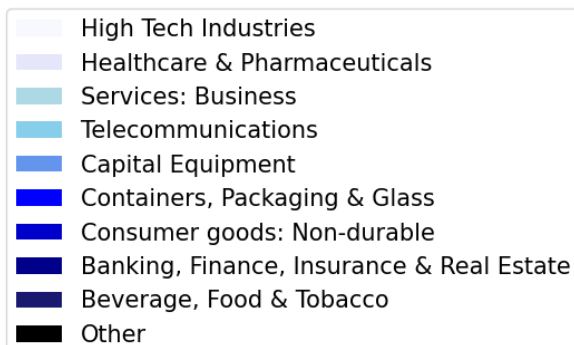 High Tech Industries
Healthcare & Pharmaceuticals
Services: Business
Telecommunications
Capital Equipment
Containers, Packaging & Glass
Consumer goods: Non-durable
Banking, Finance, Insurance & Real Estate
Beverage, Food & Tobacco
Other